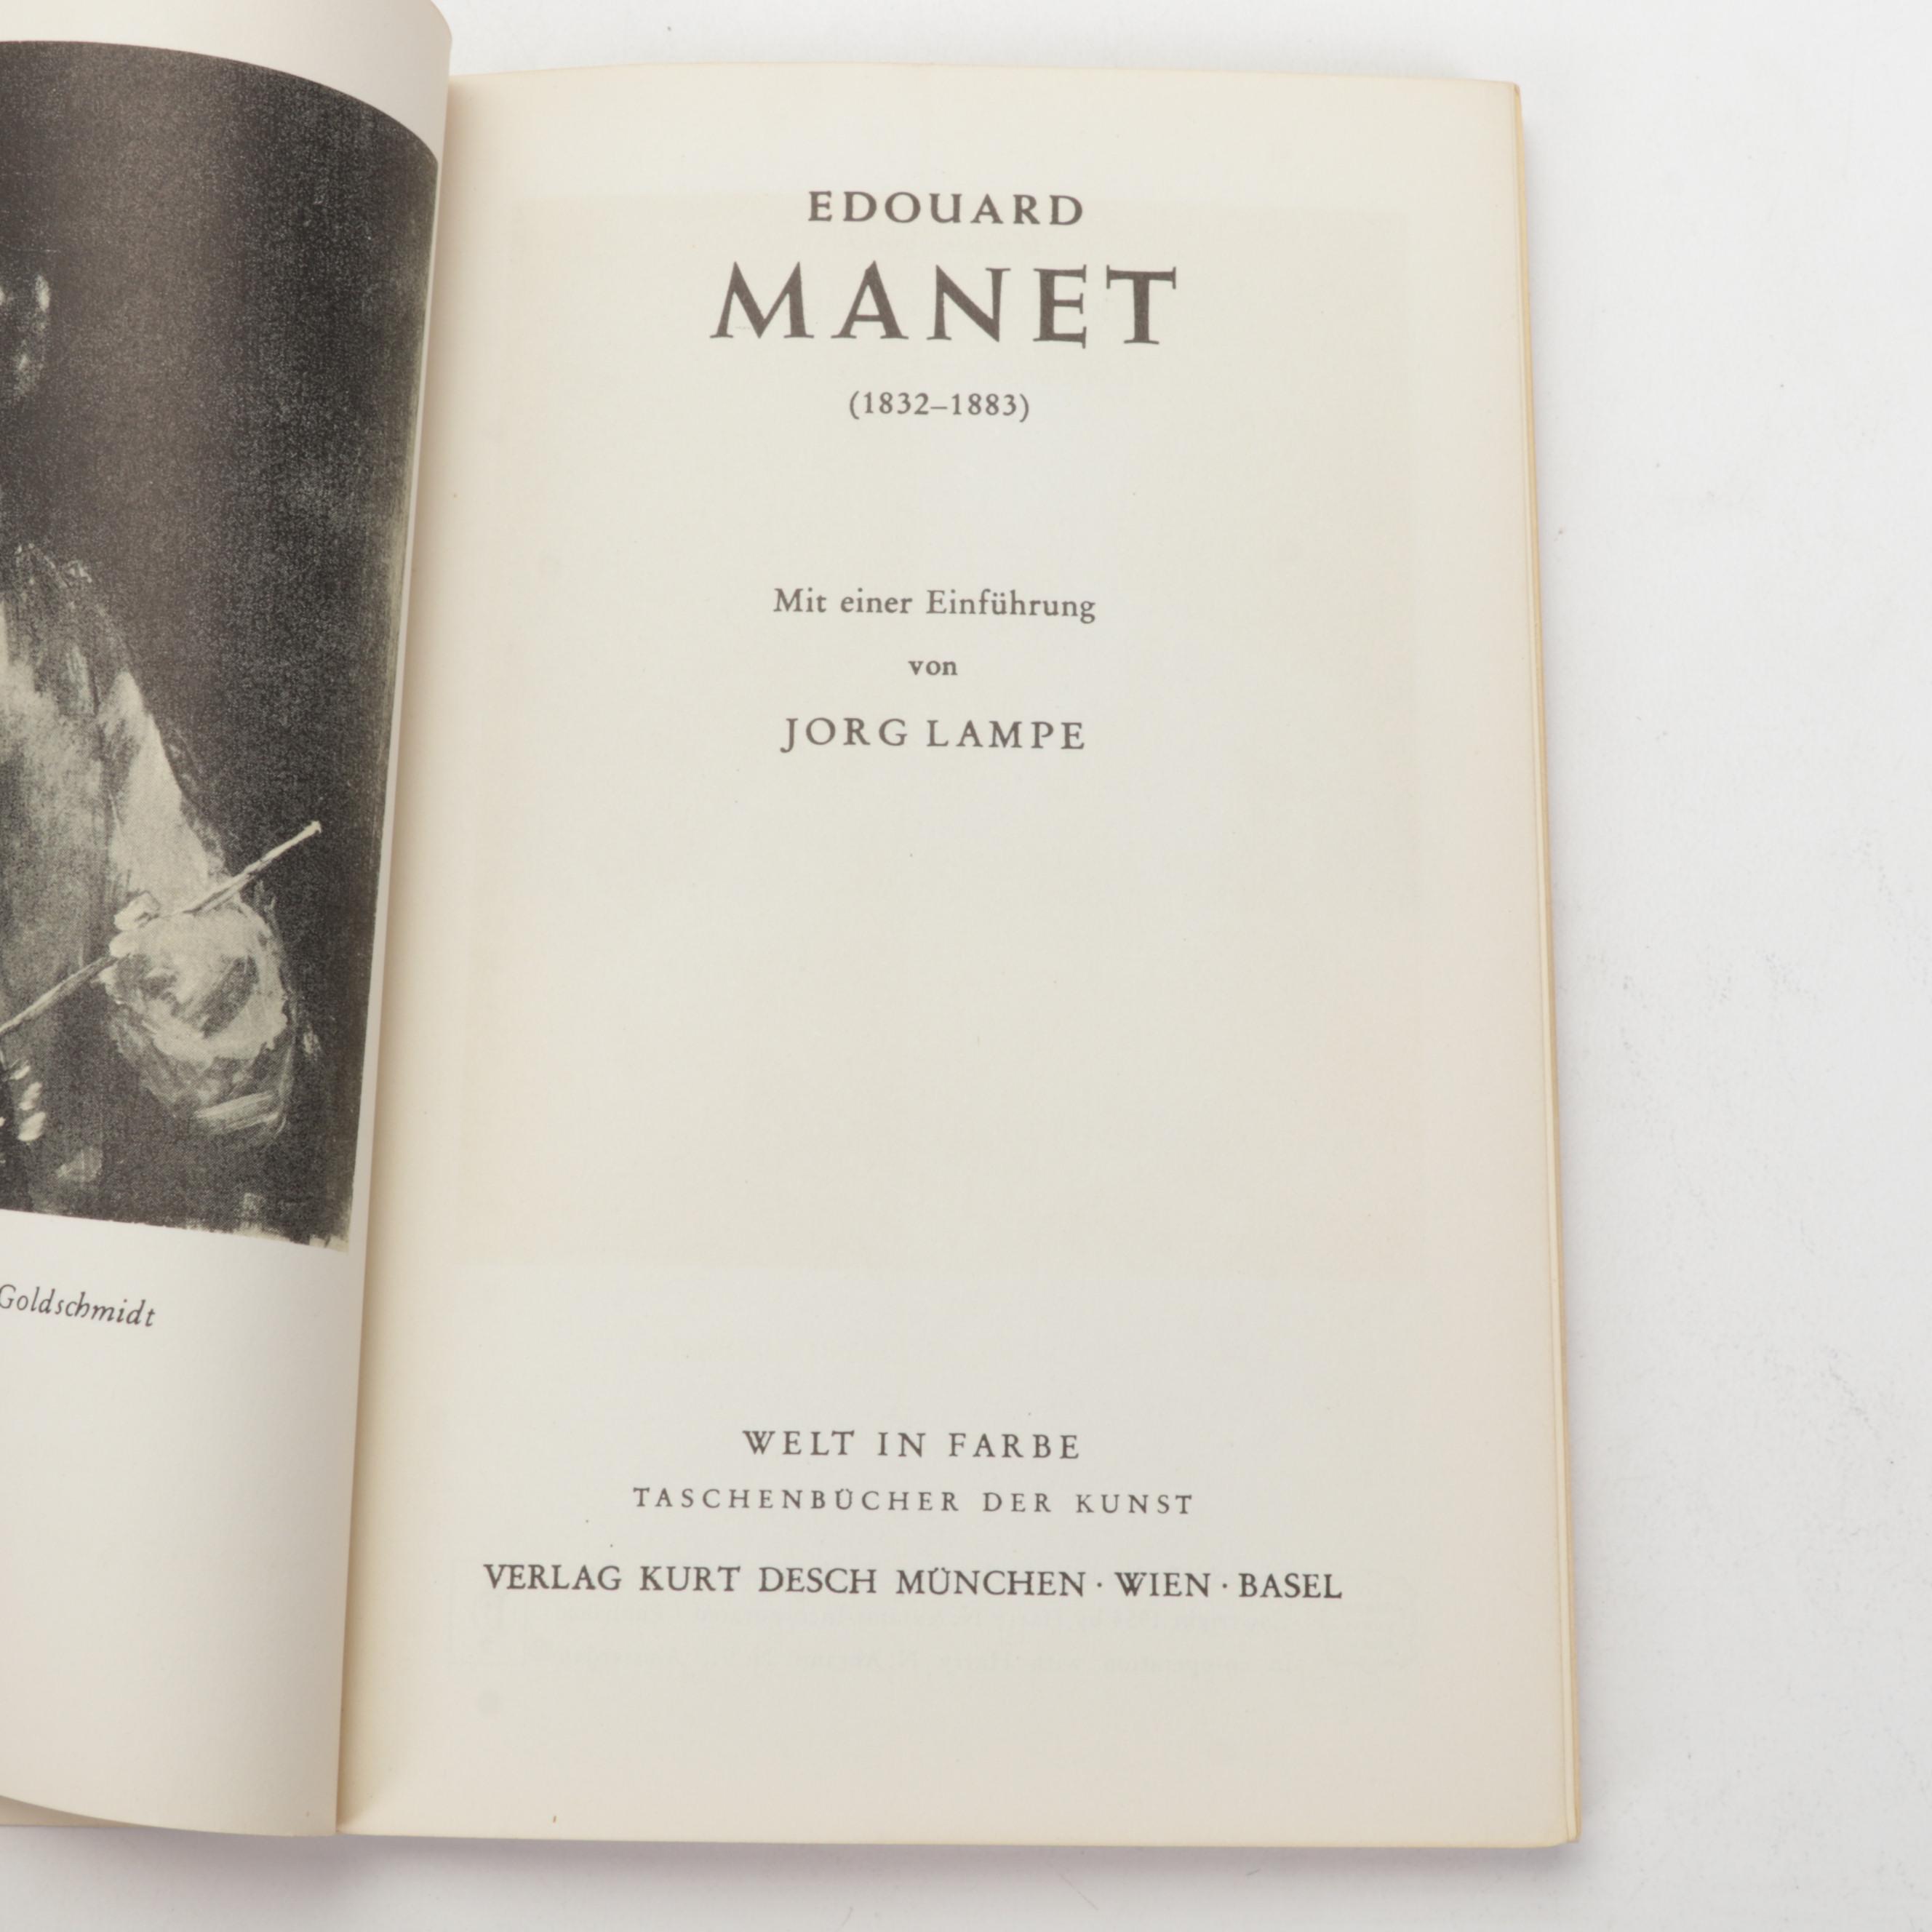 Goldschmidt
EDOUARD
MANET
(1832–1883)
Mit einer Einführung
von
JORG LAMPE
WELT IN FARBE
TASCHENBÜCHER DER KUNST
VERLAG KURT DESCH MÜNCHEN · WIEN · BASEL